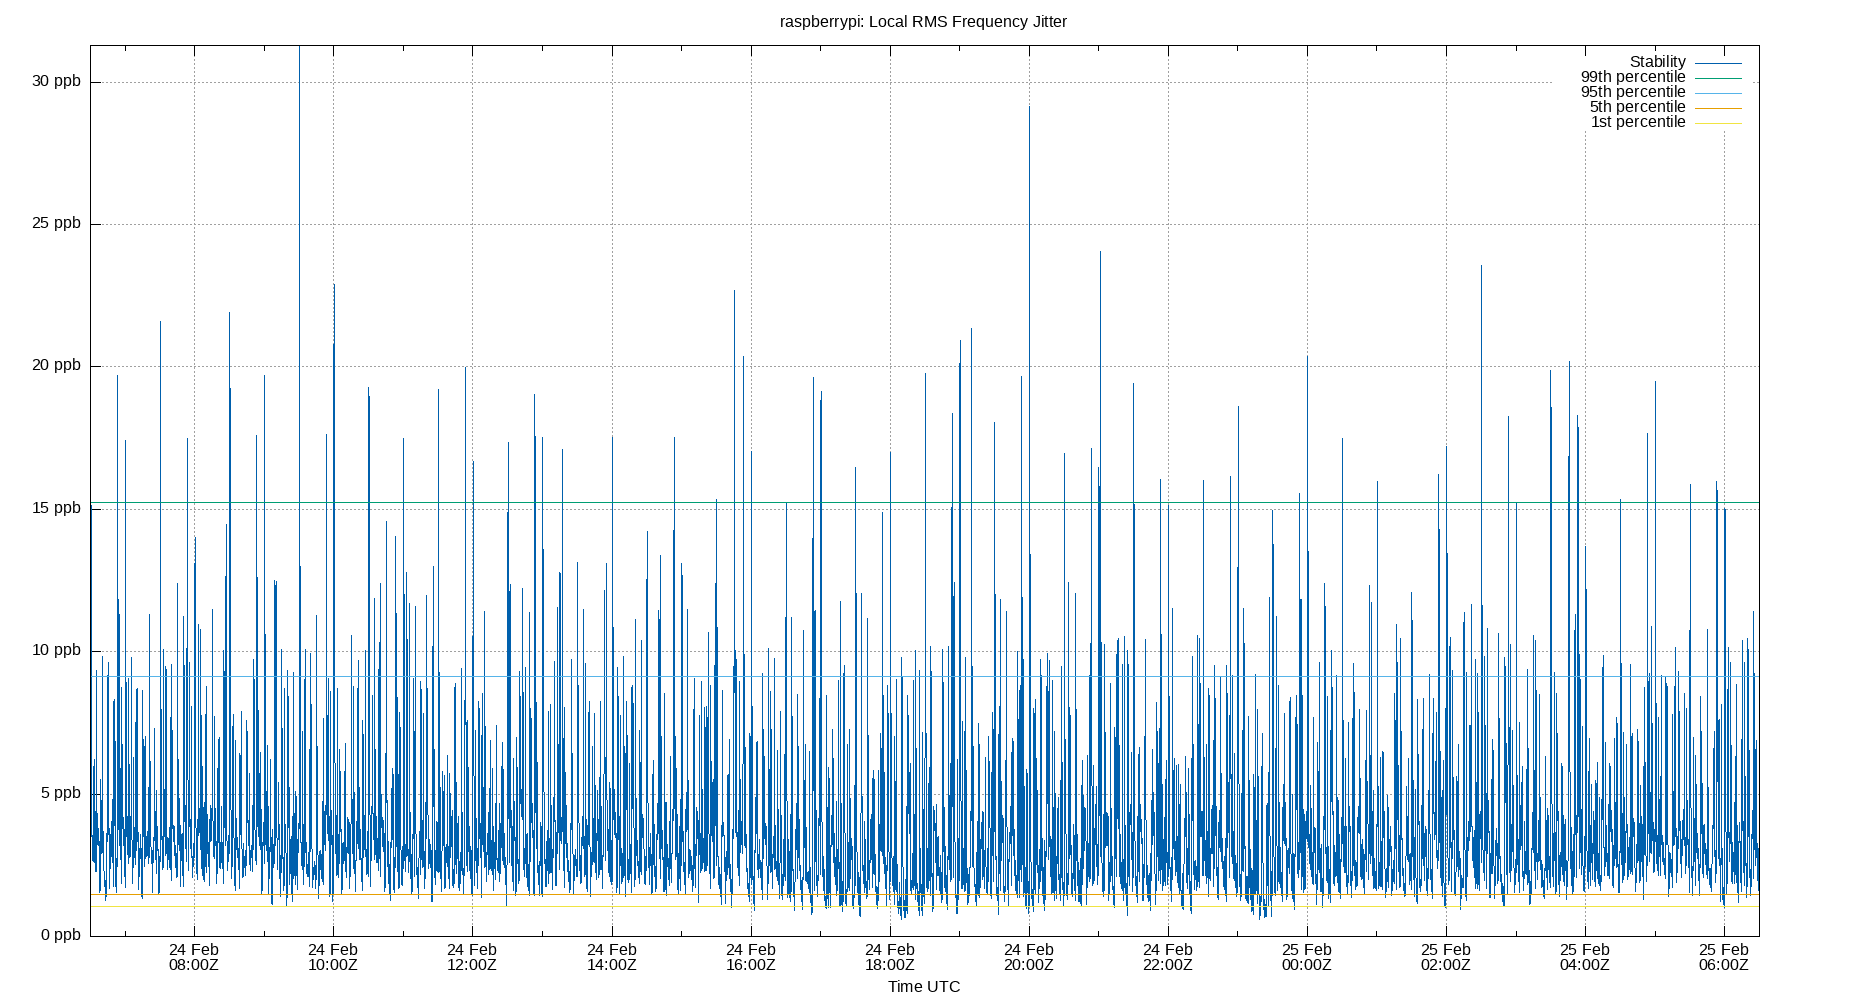 raspberrypi: Local RMS Frequency Jitter
Stability
99th percentile
95th percentile
5th percentile
1st percentile
30 ppb
25 ppb
20 ppb
15 ppb
10 ppb
5 ppb
0 ppb
24 Feb 24 Feb 24 Feb 24 Feb 24 Feb 24 Feb 24 Feb 24 Feb 25 Feb 25 Feb 25 Feb 25 Feb
08:00Z 10:00Z 12:00Z 14:00Z 16:00Z 18:00Z 20:00Z 22:00Z 00:00Z 02:00Z 04:00Z 06:00Z
Time UTC